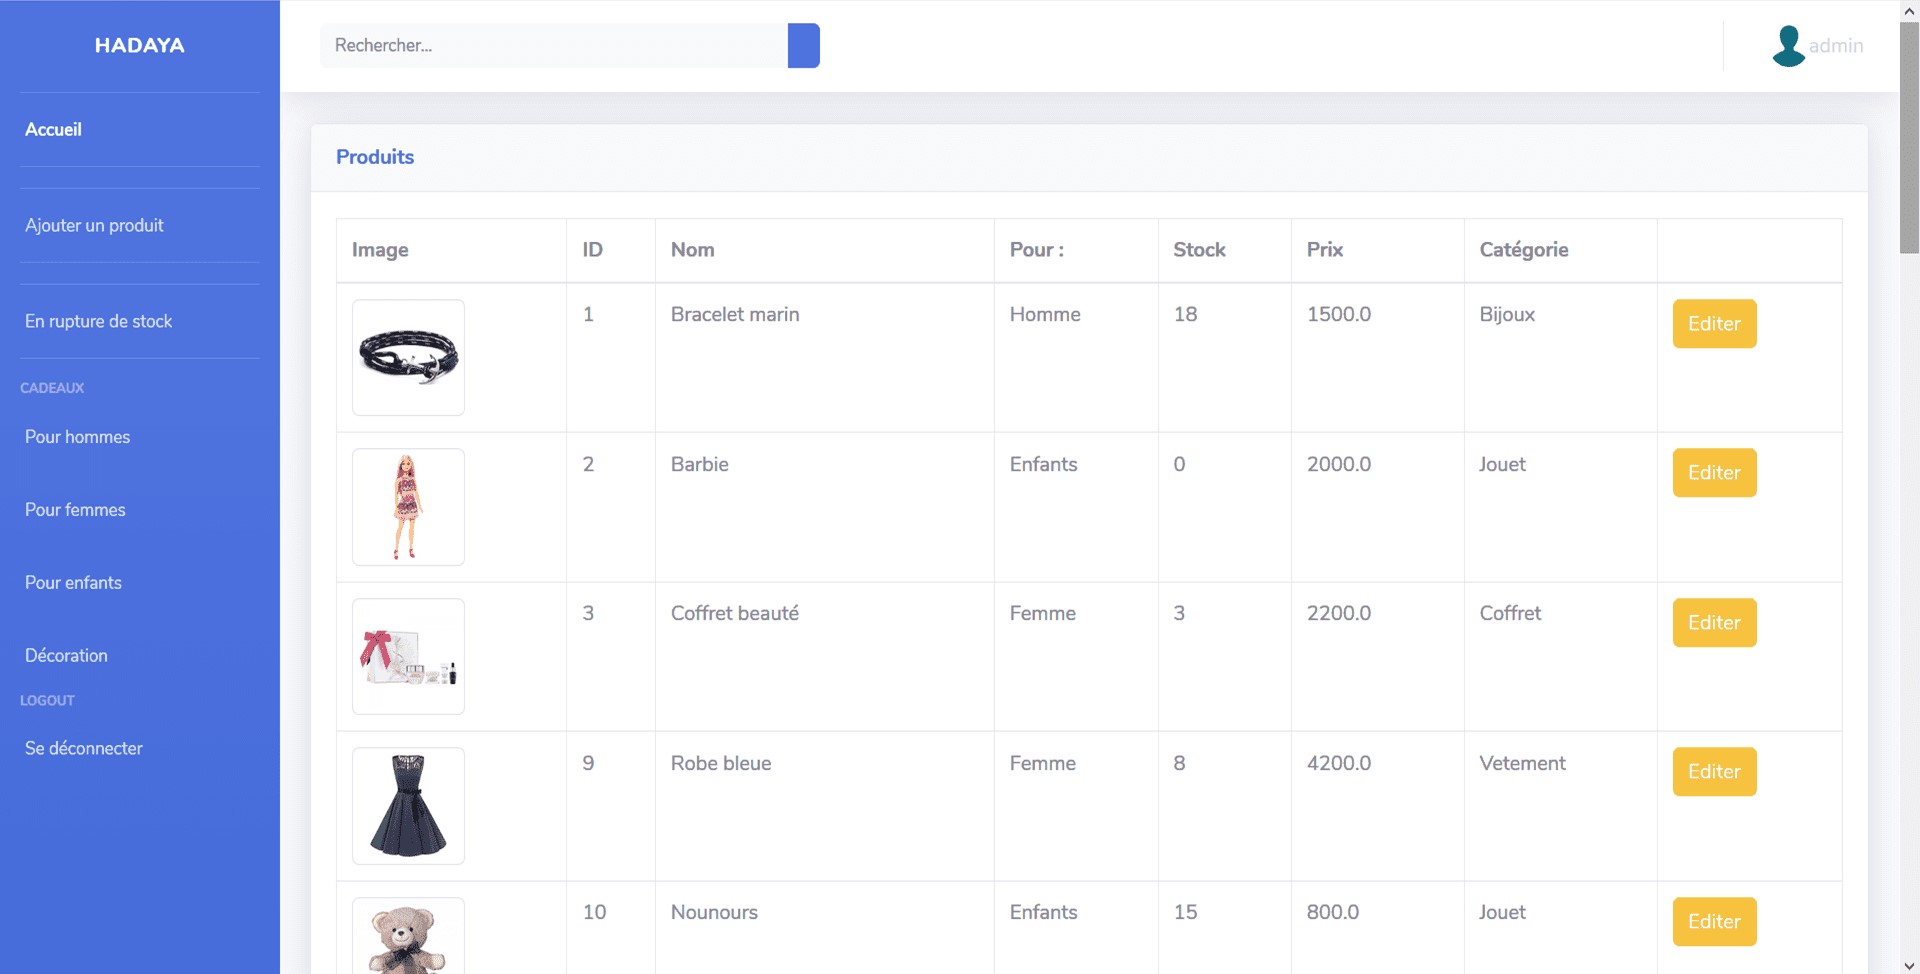 HADAYA
Rechercher...
admin
Accueil
Ajouter un produit
En rupture de stock
CADEAUX
Pour hommes
Pour femmes
Pour enfants
Décoration
LOGOUT
Se déconnecter
Produits
Image ID Nom Pour : Stock Prix Catégorie
1 Bracelet marin Homme 18 1500.0 Bijoux Editer
2 Barbie Enfants 0 2000.0 Jouet Editer
3 Coffret beauté Femme 3 2200.0 Coffret Editer
9 Robe bleue Femme 8 4200.0 Vetement Editer
10 Nounours Enfants 15 800.0 Jouet Editer